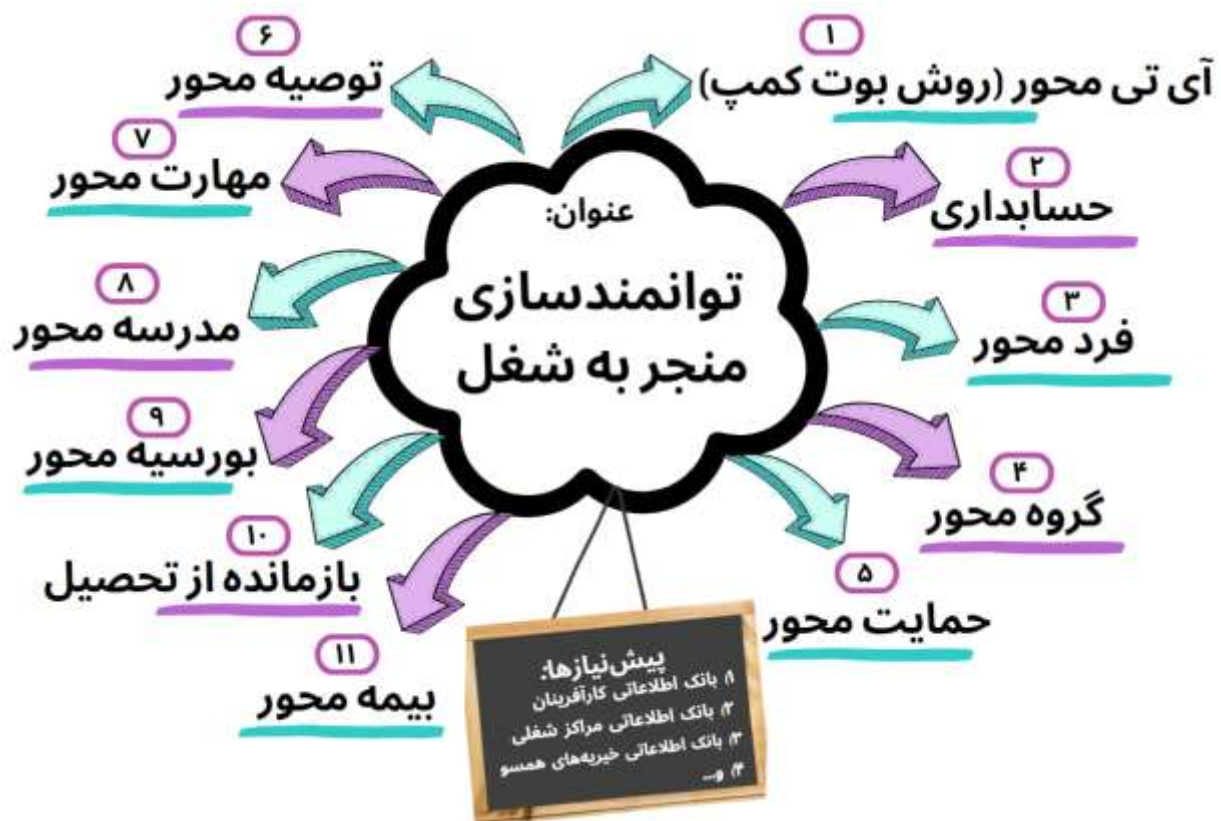 عنوان:
توانمندسازی
منجر به شغل
۱
آی تی محور (روش بوت کمپ)
۲
حسابداری
۳
فرد محور
۴
گروه محور
۵
حمایت محور
۶
توصیه محور
۷
مهارت محور
۸
مدرسه محور
۹
بورسیه محور
۱۰
بازمانده از تحصیل
۱۱
بیمه محور
پیش‌نیازها:
۱) بانک اطلاعاتی کارآفرینان
۲) بانک اطلاعاتی مراکز شغلی
۳) بانک اطلاعاتی خیریه‌های همسو
۴) و...